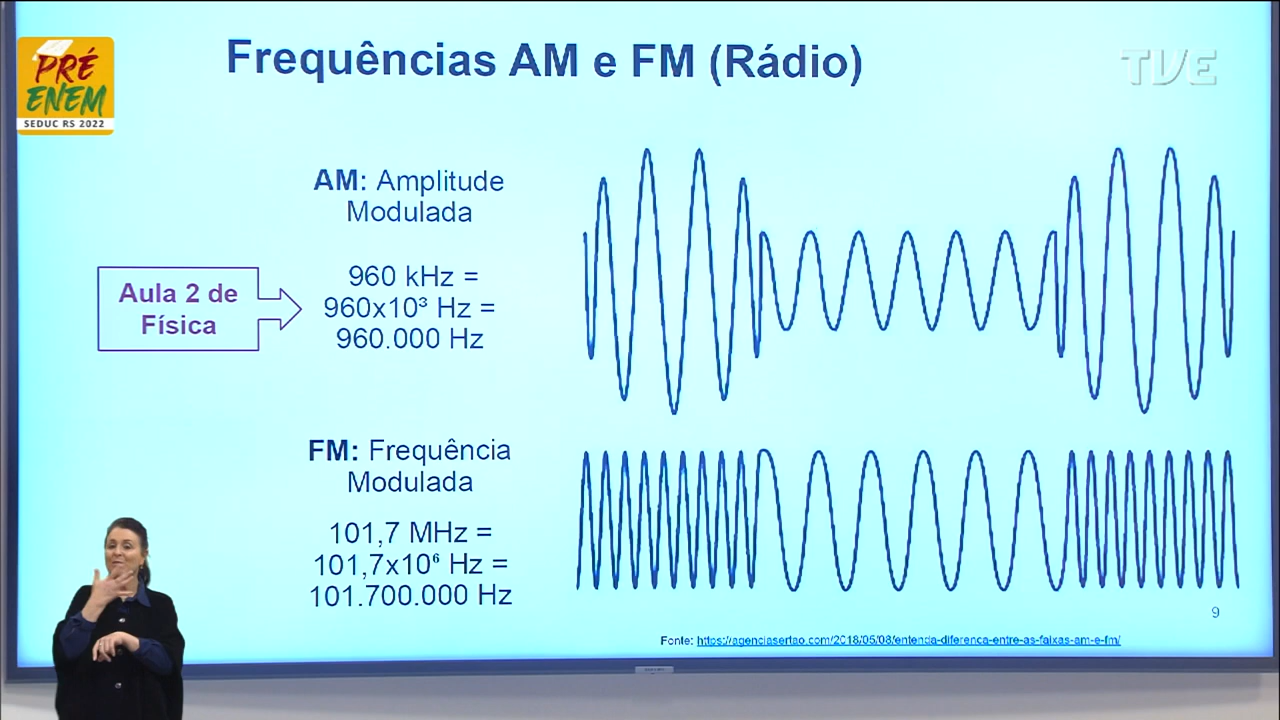 Frequências AM e FM (Rádio)
PRÉ
ENEM
SEDUC RS 2022
TVE
AM: Amplitude
Modulada
960 kHz =
960x10³ Hz =
960.000 Hz
Aula 2 de
Física
FM: Frequência
Modulada
101,7 MHz =
101,7x10⁶ Hz =
101.700.000 Hz
9
Fonte: https://agenciasertao.com/2018/05/08/entenda-diferenca-entre-as-faixas-am-e-fm/